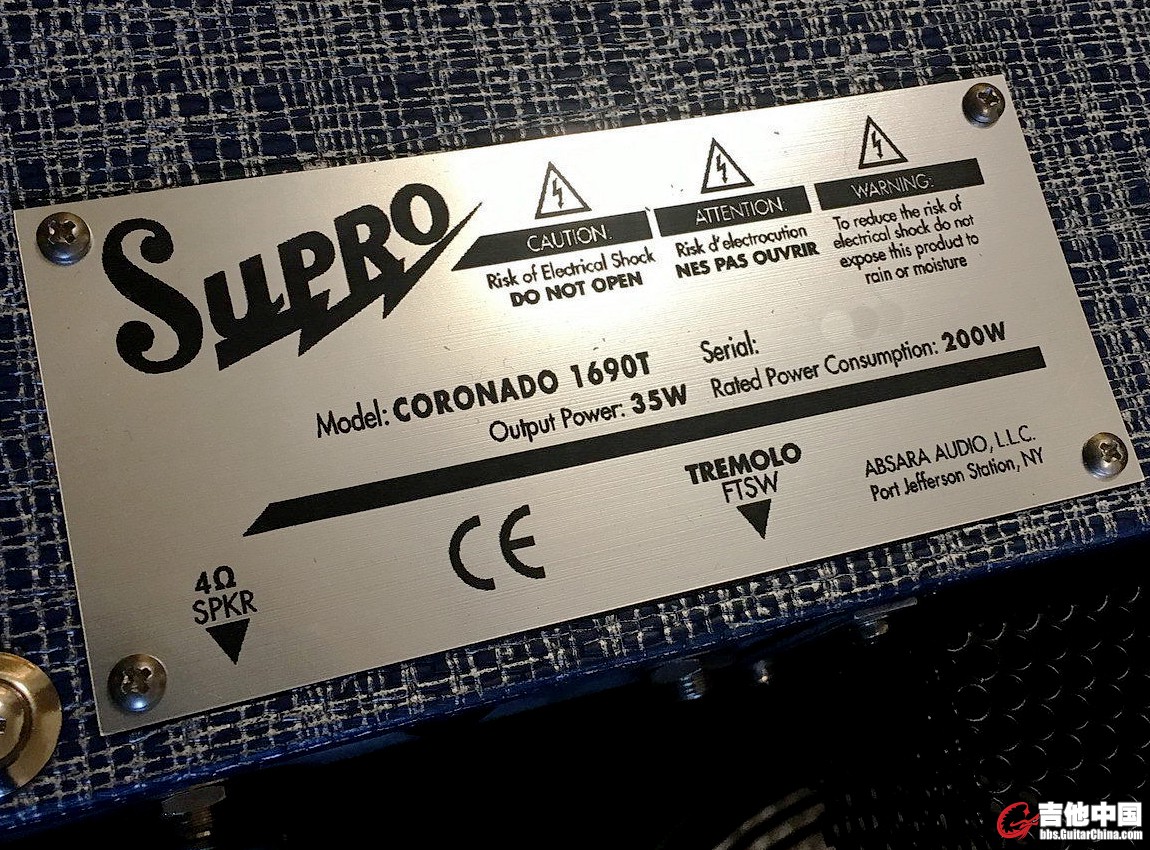 SUPRO
CAUTION:
Risk of Electrical Shock
DO NOT OPEN
ATTENTION:
Risk d'electrocution
NES PAS OUVRIR
WARNING:
To reduce the risk of
electrical shock do not
expose this product to
rain or moisture
Model: CORONADO 1690T
Serial:
Output Power: 35W
Rated Power Consumption: 200W
4Ω
SPKR
CE
TREMOLO
FTSW
ABSARA AUDIO, L.L.C.
Port Jefferson Station, NY
吉他中国
bbs.GuitarChina.com